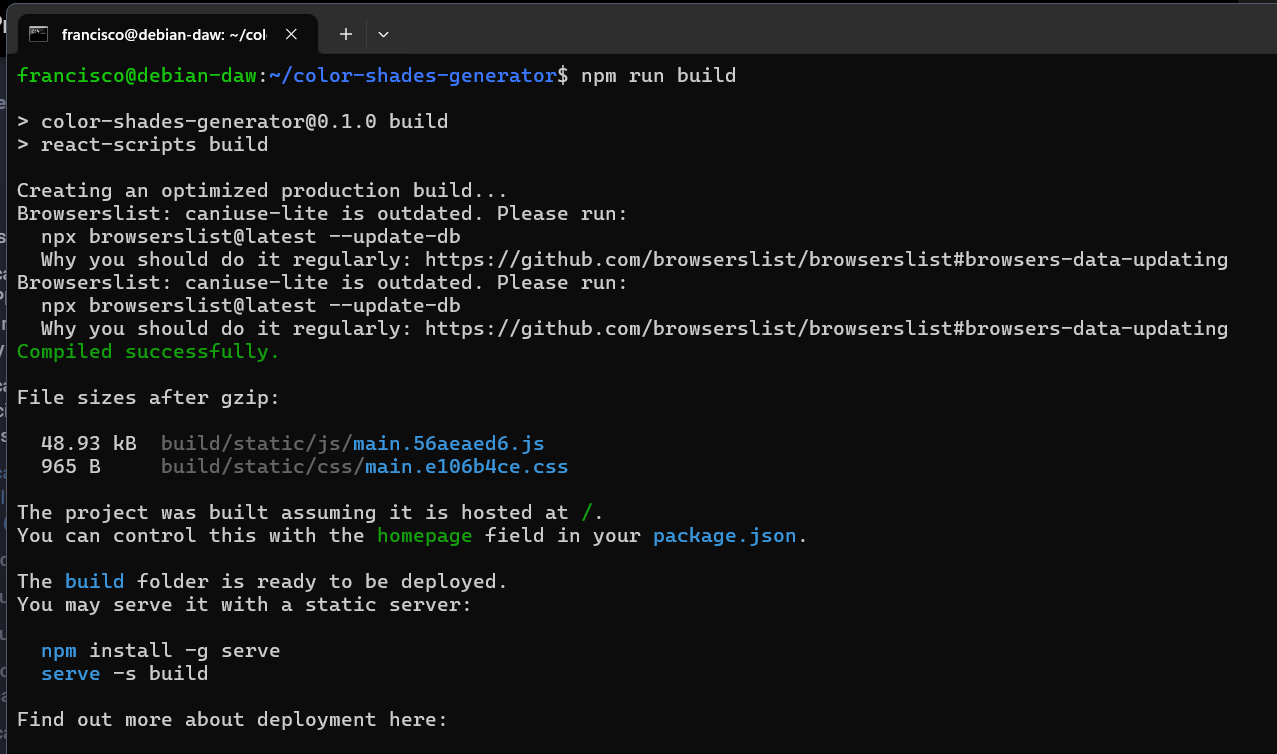 francisco@debian-daw: ~/col
francisco@debian-daw:~/color-shades-generator$ npm run build
> color-shades-generator@0.1.0 build
> react-scripts build
Creating an optimized production build...
Browserslist: caniuse-lite is outdated. Please run:
npx browserslist@latest --update-db
Why you should do it regularly: https://github.com/browserslist/browserslist#browsers-data-updating
Browserslist: caniuse-lite is outdated. Please run:
npx browserslist@latest --update-db
Why you should do it regularly: https://github.com/browserslist/browserslist#browsers-data-updating
Compiled successfully.
File sizes after gzip:
48.93 kB  build/static/js/main.56aeaed6.js
965 B     build/static/css/main.e106b4ce.css
The project was built assuming it is hosted at /.
You can control this with the homepage field in your package.json.
The build folder is ready to be deployed.
You may serve it with a static server:
npm install -g serve
serve -s build
Find out more about deployment here: